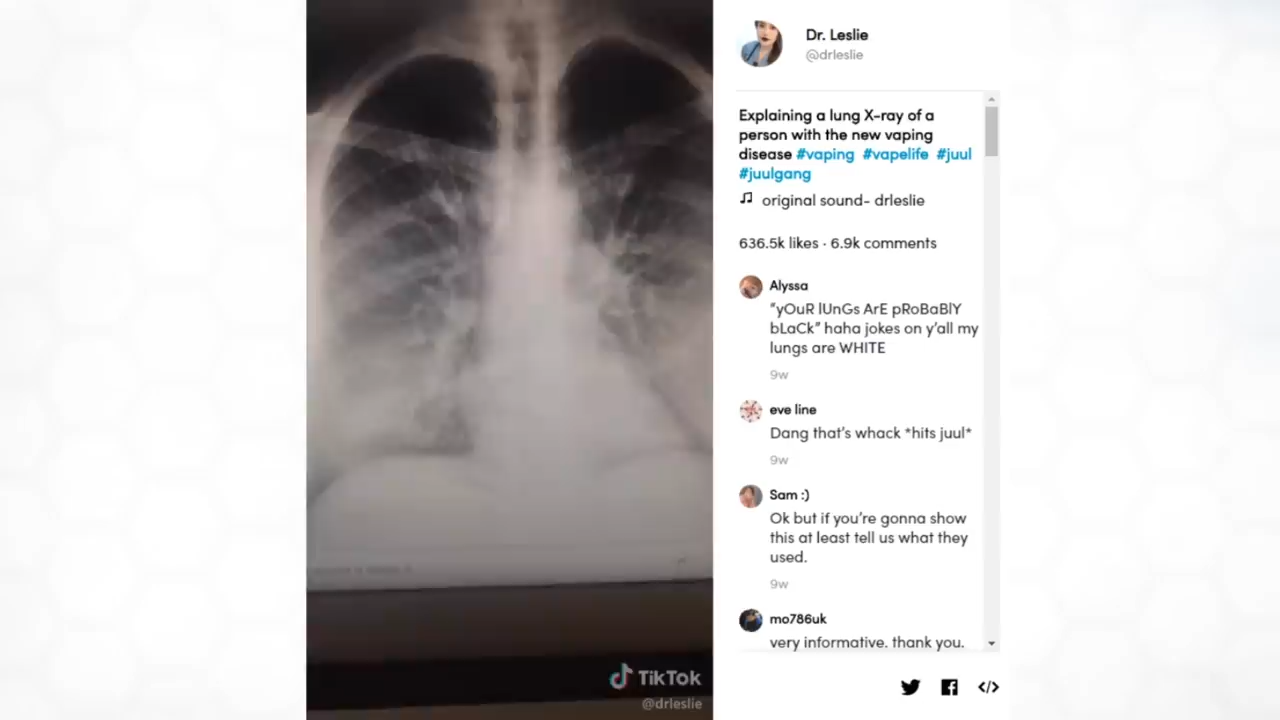 Dr. Leslie
@drleslie
Explaining a lung X-ray of a
person with the new vaping
disease #vaping #vapelife #juul
#juulgang
original sound- drleslie
636.5k likes · 6.9k comments
Alyssa
"yOuR lUnGs ArE pRoBaBlY
bLaCk" haha jokes on y'all my
lungs are WHITE
9w
eve line
Dang that's whack *hits juul*
9w
Sam :)
Ok but if you're gonna show
this at least tell us what they
used.
9w
mo786uk
very informative. thank you.
TikTok
@drleslie